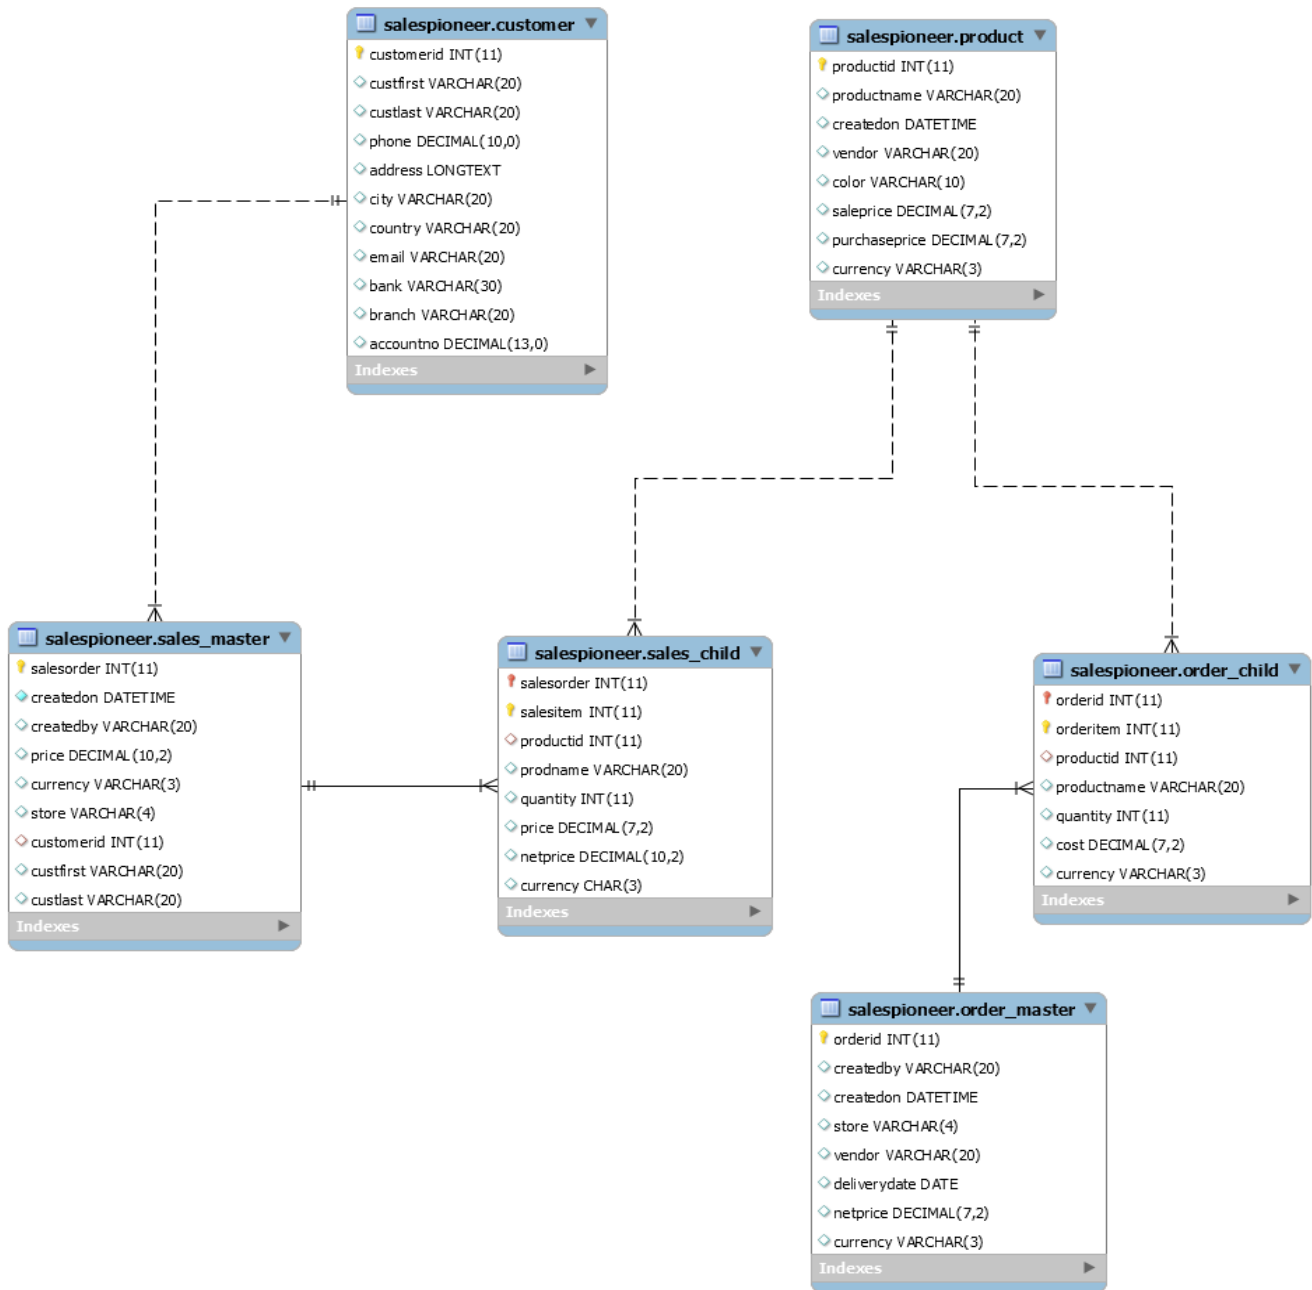 salespioneer.customer
customerid INT(11)
custfirst VARCHAR(20)
custlast VARCHAR(20)
phone DECIMAL(10,0)
address LONGTEXT
city VARCHAR(20)
country VARCHAR(20)
email VARCHAR(20)
bank VARCHAR(30)
branch VARCHAR(20)
accountno DECIMAL(13,0)
Indexes
salespioneer.product
productid INT(11)
productname VARCHAR(20)
createdon DATETIME
vendor VARCHAR(20)
color VARCHAR(10)
saleprice DECIMAL(7,2)
purchaseprice DECIMAL(7,2)
currency VARCHAR(3)
Indexes
salespioneer.sales_master
salesorder INT(11)
createdon DATETIME
createdby VARCHAR(20)
price DECIMAL(10,2)
currency VARCHAR(3)
store VARCHAR(4)
customerid INT(11)
custfirst VARCHAR(20)
custlast VARCHAR(20)
Indexes
salespioneer.sales_child
salesorder INT(11)
salesitem INT(11)
productid INT(11)
prodname VARCHAR(20)
quantity INT(11)
price DECIMAL(7,2)
netprice DECIMAL(10,2)
currency CHAR(3)
Indexes
salespioneer.order_child
orderid INT(11)
orderitem INT(11)
productid INT(11)
productname VARCHAR(20)
quantity INT(11)
cost DECIMAL(7,2)
currency VARCHAR(3)
Indexes
salespioneer.order_master
orderid INT(11)
createdby VARCHAR(20)
createdon DATETIME
store VARCHAR(4)
vendor VARCHAR(20)
deliverydate DATE
netprice DECIMAL(7,2)
currency VARCHAR(3)
Indexes